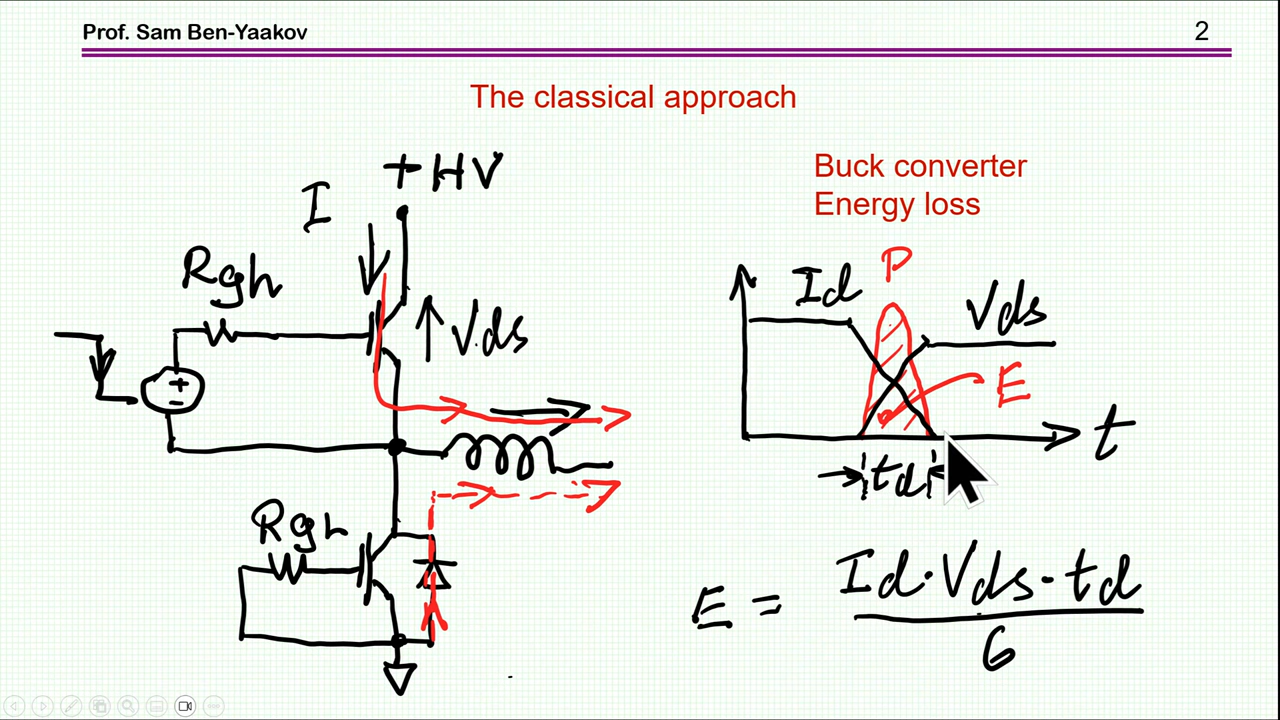 Prof. Sam Ben-Yaakov
2
The classical approach
+HV
I
Rgh
Vds
+
-
Rgh
Buck converter
Energy loss
P
Id
Vds
E
t
td
E = Id·Vds·td
6